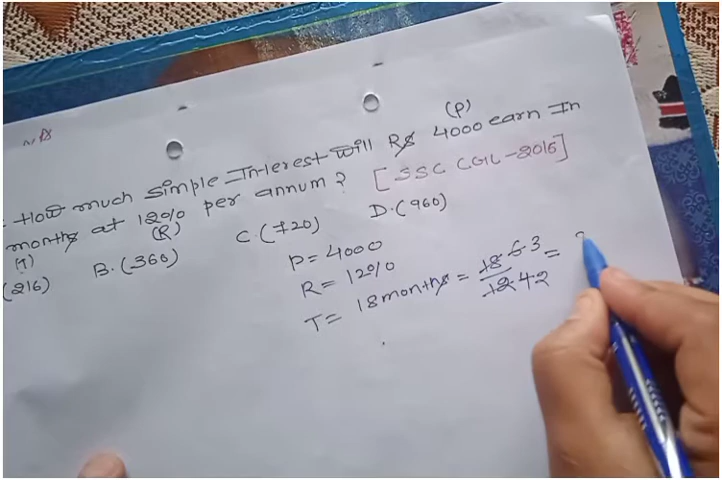 (P)
How much simple Interest will Rs 4000 earn In
months at 12% per annum? [SSC CGL-2016]
(T) (R)
(216) B.(360) C.(720) D.(960)
P= 4000
R= 12%
T= 18 months = 18 6 3 =
12 4 2